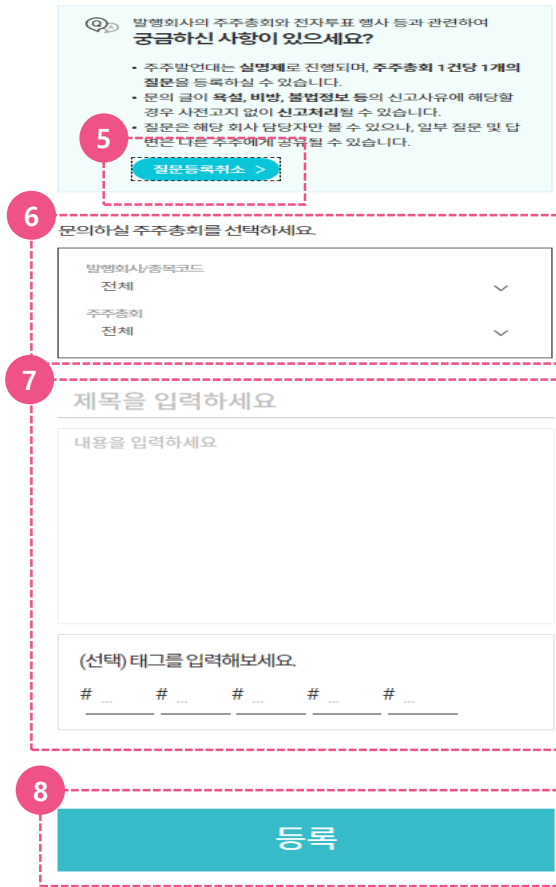 발행회사의 주주총회와 전자투표 행사 등과 관련하여
궁금하신 사항이 있으세요?
• 주주발언대는 실명제로 진행되며, 주주총회 1건당 1개의
질문을 등록하실 수 있습니다.
• 문의 글이 욕설, 비방, 불법정보 등의 신고사유에 해당할
경우 사전고지 없이 신고처리될 수 있습니다.
• 질문은 해당 회사 담당자만 볼 수 있으나, 일부 질문 및 답
변은 다른 주주에게 공유될 수 있습니다.
5
질문등록취소 >
6
문의하실 주주총회를 선택하세요.
발행회사/종목코드
전체
주주총회
전체
7
제목을 입력하세요
내용을 입력하세요
(선택) 태그를 입력해보세요.
# ... # ... # ... # ... # ...
8
등록